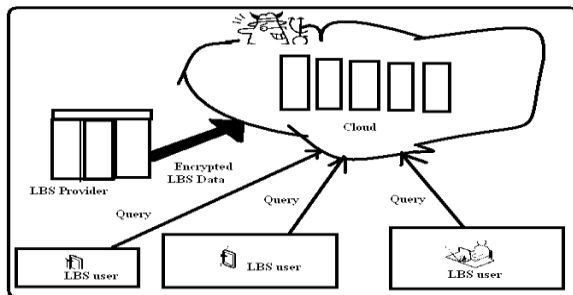 Cloud
Encrypted
LBS Data
LBS Provider
Query
Query
Query
LBS user
LBS user
LBS user